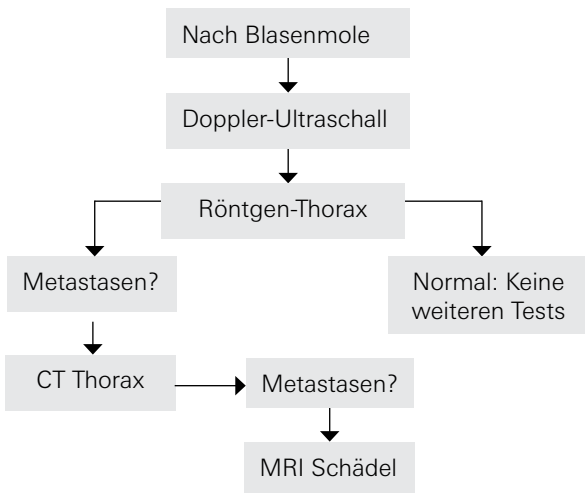 Nach Blasenmole
Doppler-Ultraschall
Röntgen-Thorax
Metastasen?
Normal: Keine
weiteren Tests
CT Thorax
Metastasen?
MRI Schädel